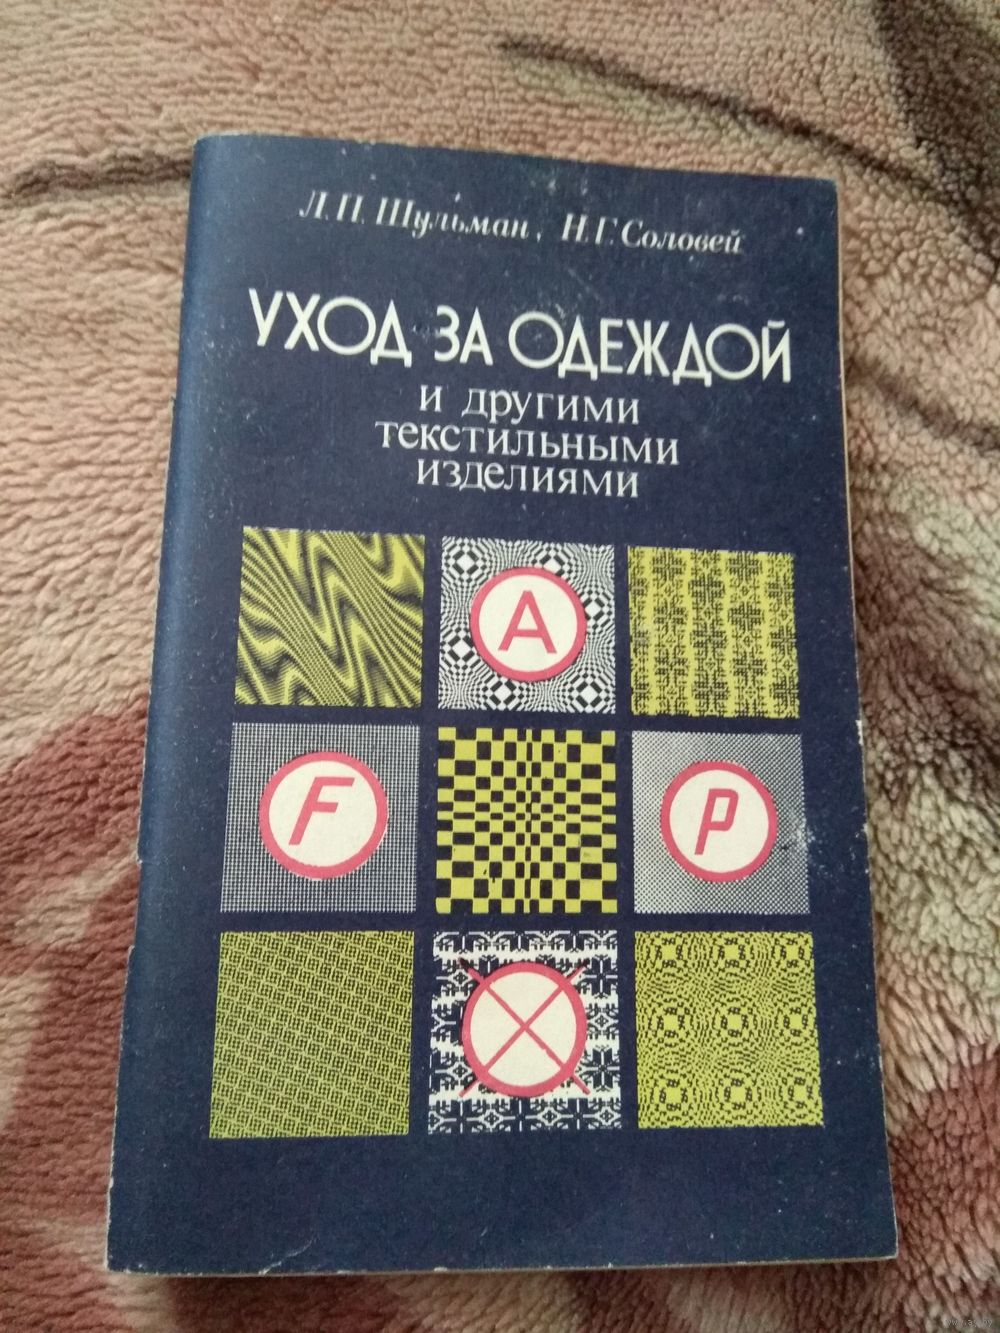 Л.П. Шульман, Н.Г. Соловей
УХОД ЗА ОДЕЖДОЙ
и другими
текстильными
изделиями
A
F
P